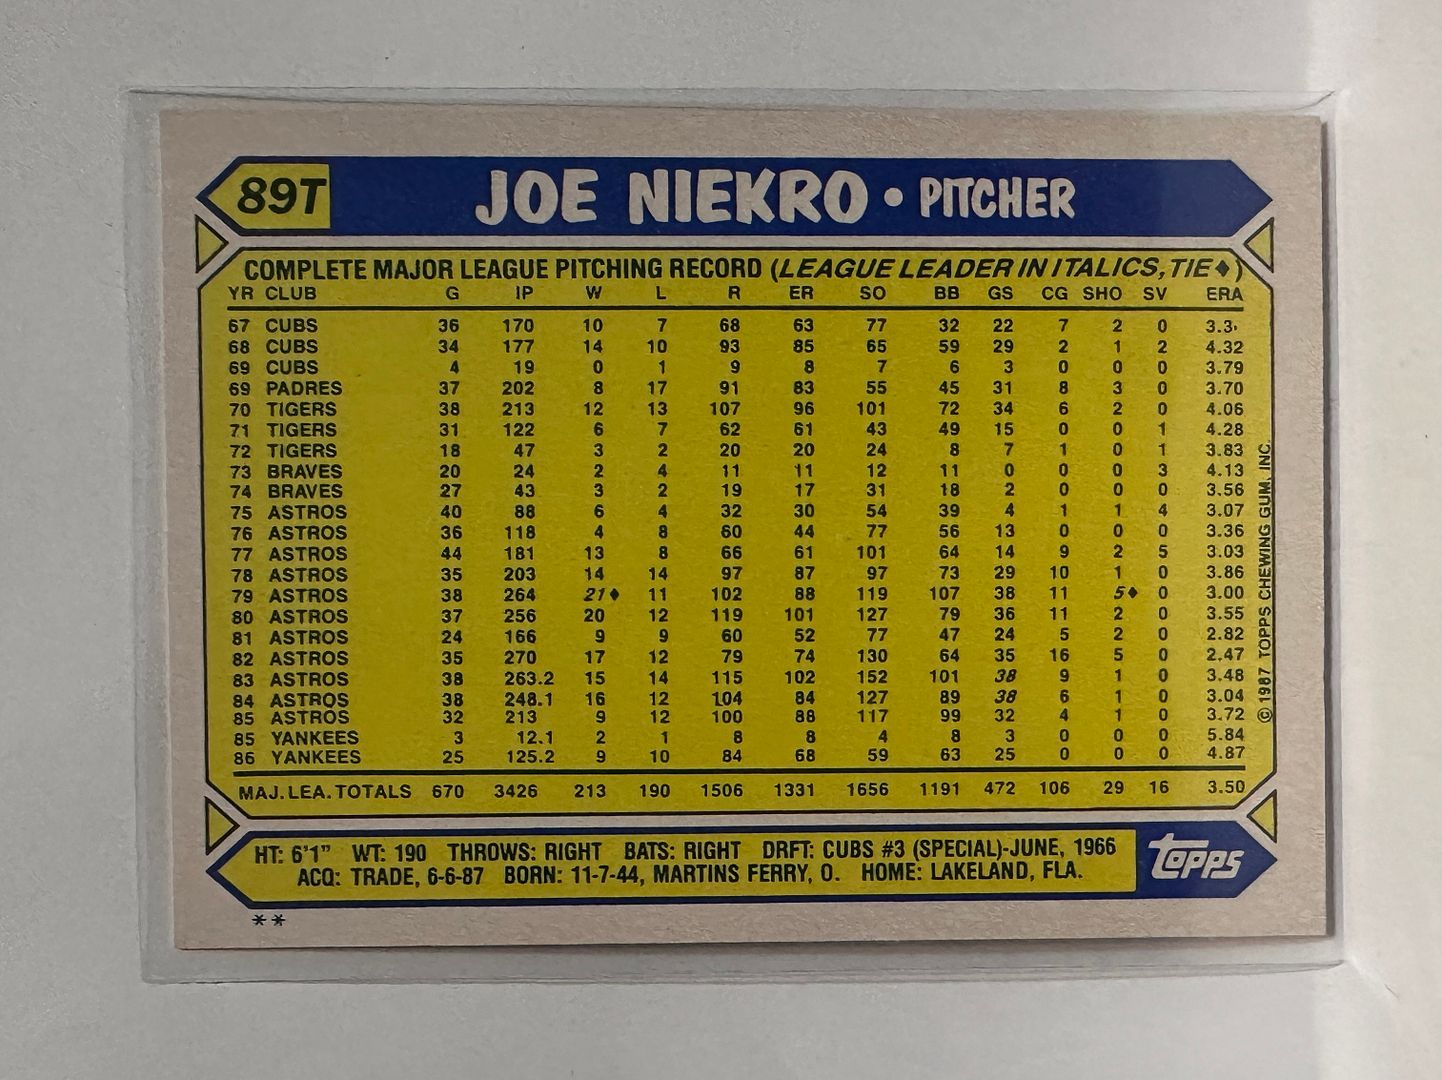 89T JOE NIEKRO • PITCHER
COMPLETE MAJOR LEAGUE PITCHING RECORD (LEAGUE LEADER IN ITALICS, TIE♦)
YR CLUB G IP W L R ER SO BB GS CG SHO SV ERA
67 CUBS 36 170 10 7 68 63 77 32 22 7 2 0 3.3
68 CUBS 34 177 14 10 93 85 65 59 29 2 1 2 4.32
69 CUBS 4 19 0 1 9 8 7 6 3 0 0 0 3.79
69 PADRES 37 202 8 17 91 83 55 45 31 8 3 0 3.70
70 TIGERS 38 213 12 13 107 96 101 72 34 6 2 0 4.06
71 TIGERS 31 122 6 7 62 61 43 49 15 0 0 1 4.28
72 TIGERS 18 47 3 2 20 20 24 8 7 1 0 1 3.83
73 BRAVES 20 24 2 4 11 11 12 11 0 0 0 3 4.13
74 BRAVES 27 43 3 2 19 17 31 18 2 0 0 0 3.56
75 ASTROS 40 88 6 4 32 30 54 39 4 1 1 4 3.07
76 ASTROS 36 118 4 8 60 44 77 56 13 0 0 0 3.36
77 ASTROS 44 181 13 8 66 61 101 64 14 9 2 5 3.03
78 ASTROS 35 203 14 14 97 87 97 73 29 10 1 0 3.86
79 ASTROS 38 264 21♦ 11 102 88 119 107 38 11 5♦ 0 3.00
80 ASTROS 37 256 20 12 119 101 127 79 36 11 2 0 3.55
81 ASTROS 24 166 9 9 60 52 77 47 24 5 2 0 2.82
82 ASTROS 35 270 17 12 79 74 130 64 35 16 5 0 2.47
83 ASTROS 38 263.2 15 14 115 102 152 101 38 9 1 0 3.48
84 ASTROS 38 248.1 16 12 104 84 127 89 38 6 1 0 3.04
85 ASTROS 32 213 9 12 100 88 117 99 32 4 1 0 3.72
85 YANKEES 3 12.1 2 1 8 8 4 8 3 0 0 0 5.84
86 YANKEES 25 125.2 9 10 84 68 59 63 25 0 0 0 4.87
MAJ. LEA. TOTALS 670 3426 213 190 1506 1331 1656 1191 472 106 29 16 3.50
© 1987 TOPPS CHEWING GUM, INC.
HT: 6'1" WT: 190 THROWS: RIGHT BATS: RIGHT DRFT: CUBS #3 (SPECIAL)-JUNE, 1966
ACQ: TRADE, 6-6-87 BORN: 11-7-44, MARTINS FERRY, O. HOME: LAKELAND, FLA.
topps
**